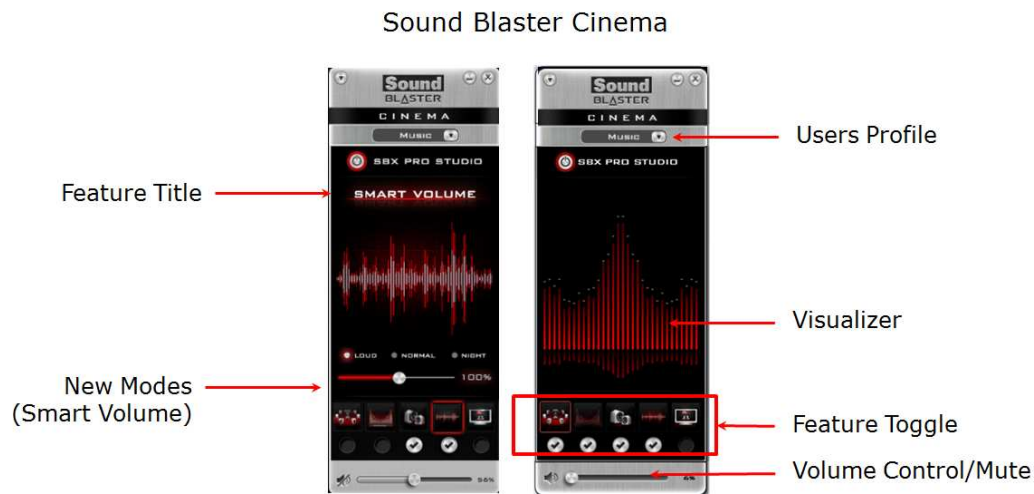 Sound Blaster Cinema
Sound
BLASTER
CINEMA
MUSIC
SBX PRO STUDIO
SMART VOLUME
LOUD NORMAL NIGHT
100%
56%
Sound
BLASTER
CINEMA
MUSIC
SBX PRO STUDIO
Feature Title
New Modes
(Smart Volume)
Users Profile
Visualizer
Feature Toggle
Volume Control/Mute